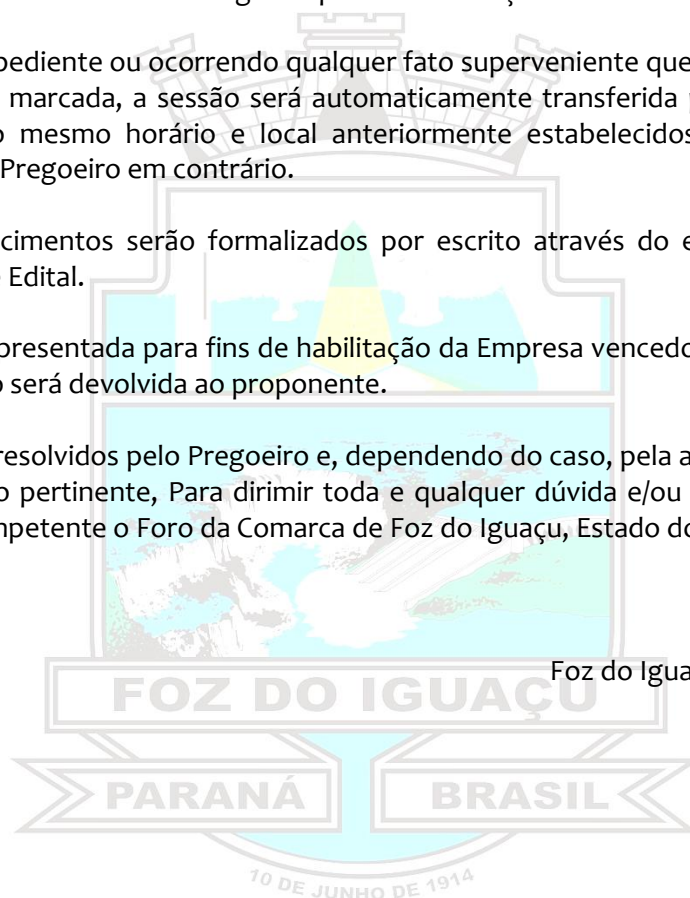 pediente ou ocorrendo qualquer fato superveniente que
marcada, a sessão será automaticamente transferida
o mesmo horário e local anteriormente estabelecidos
Pregoeiro em contrário.
cimentos serão formalizados por escrito através do e
Edital.
presentada para fins de habilitação da Empresa vencedo
o será devolvida ao proponente.
resolvidos pelo Pregoeiro e, dependendo do caso, pela a
o pertinente, Para dirimir toda e qualquer dúvida e/ou
mpetente o Foro da Comarca de Foz do Iguaçu, Estado do
Foz do Igua
FOZ DO IGUAÇU
PARANÁ BRASIL
10 DE JUNHO DE 1914